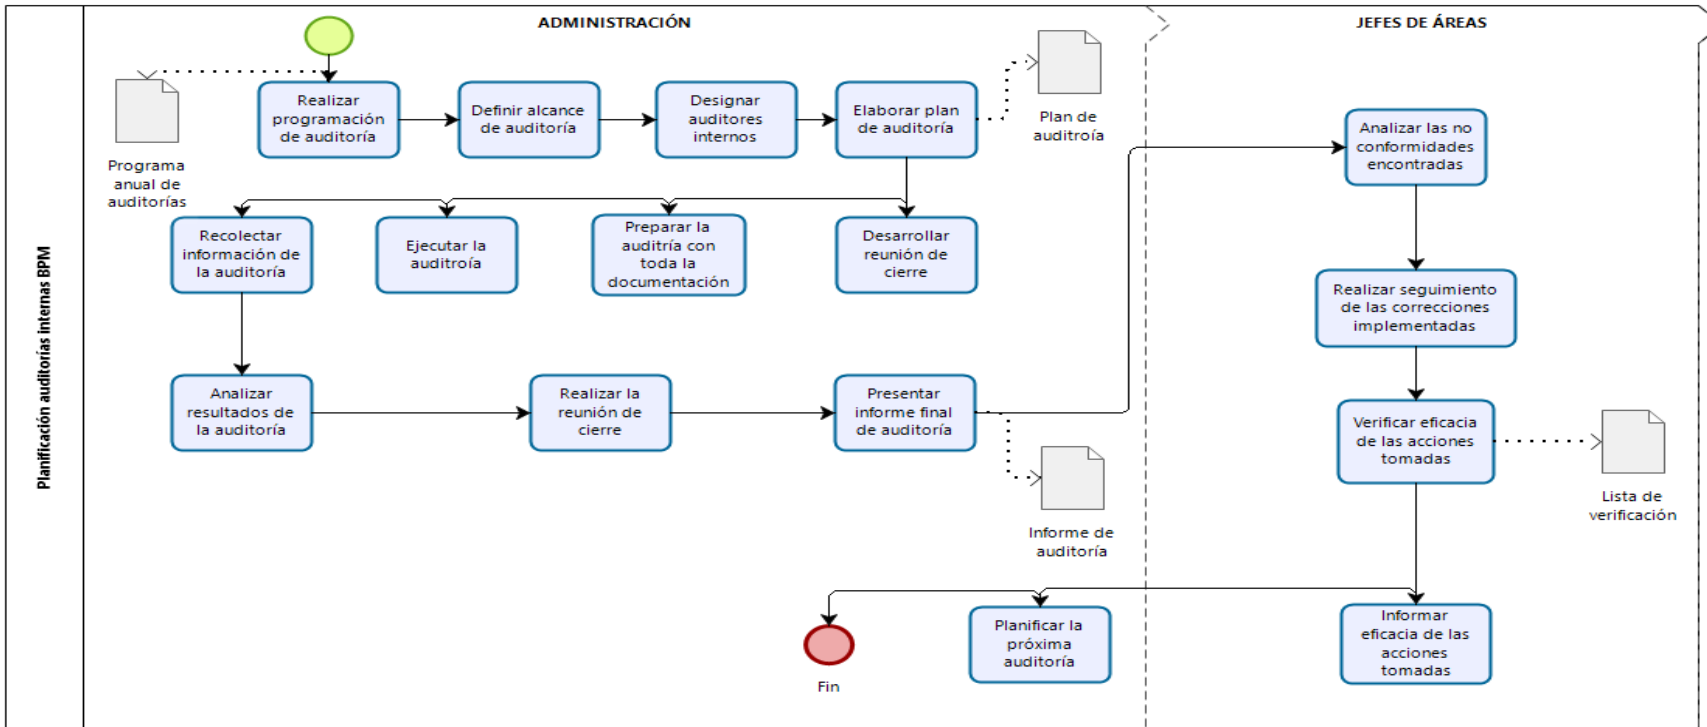 ADMINISTRACIÓN
JEFES DE ÁREAS
Planificación auditorías internas BPM
Programa
anual de
auditorías
Realizar
programación
de auditoría
Definir alcance
de auditoría
Designar
auditores
internos
Elaborar plan
de auditoría
Plan de
auditroía
Recolectar
información de
la auditoría
Ejecutar la
auditroía
Preparar la
auditría con
toda la
documentación
Desarrollar
reunión de
cierre
Analizar
resultados de
la auditoría
Realizar la
reunión de
cierre
Presentar
informe final
de auditoría
Informe de
auditoría
Analizar las no
conformidades
encontradas
Realizar seguimiento
de las correcciones
implementadas
Verificar eficacia
de las acciones
tomadas
Lista de
verificación
Informar
eficacia de las
acciones
tomadas
Planificar la
próxima
auditoría
Fin